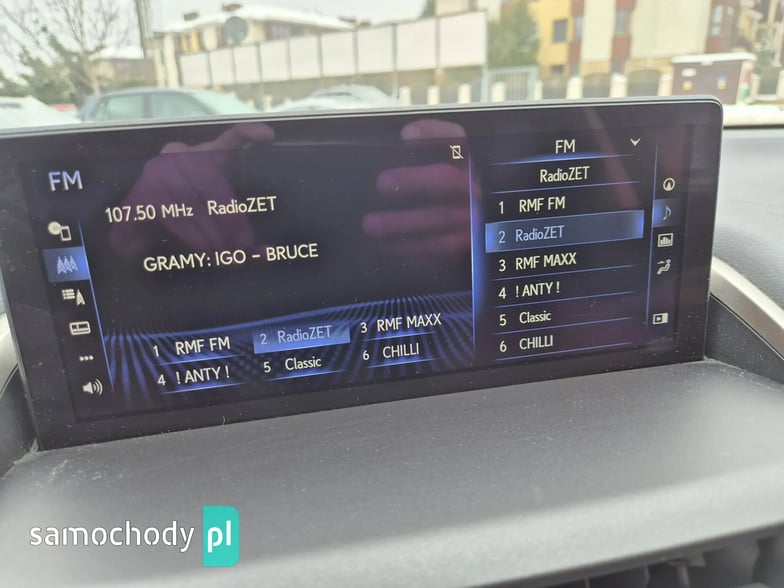 FM
107.50 MHz RadioZET
GRAMY: IGO - BRUCE
1 RMF FM
2 RadioZET
3 RMF MAXX
4 ! ANTY !
5 Classic
6 CHILLI
FM
RadioZET
1 RMF FM
2 RadioZET
3 RMF MAXX
4 ! ANTY !
5 Classic
6 CHILLI
samochody pl